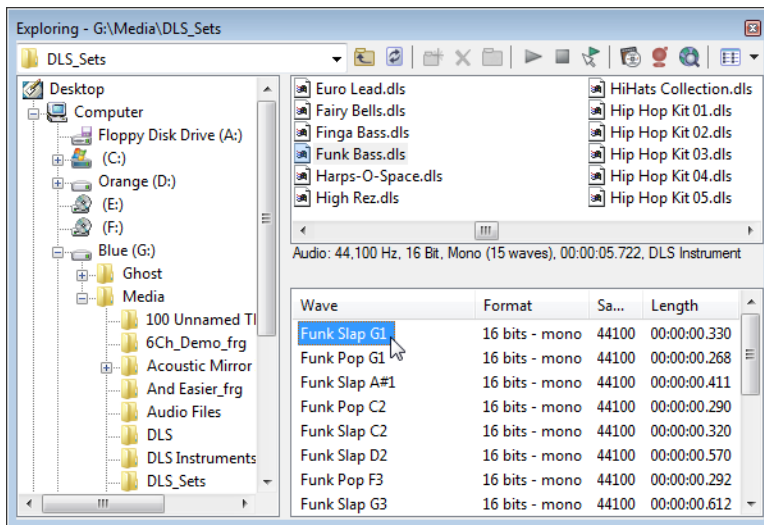 Exploring - G:\Media\DLS_Sets
DLS_Sets
Desktop
Computer
Floppy Disk Drive (A:)
(C:)
Orange (D:)
(E:)
(F:)
Blue (G:)
Ghost
Media
100 Unnamed
6Ch_Demo_frg
Acoustic Mirror
And Easier_frg
Audio Files
DLS
DLS Instruments
DLS_Sets
Euro Lead.dls
Fairy Bells.dls
Finga Bass.dls
Funk Bass.dls
Harps-O-Space.dls
High Rez.dls
HiHats Collection.dls
Hip Hop Kit 01.dls
Hip Hop Kit 02.dls
Hip Hop Kit 03.dls
Hip Hop Kit 04.dls
Hip Hop Kit 05.dls
Audio: 44,100 Hz, 16 Bit, Mono (15 waves), 00:00:05.722, DLS Instrument
Wave Format Sa... Length
Funk Slap G1 16 bits - mono 44100 00:00:00.330
Funk Pop G1 16 bits - mono 44100 00:00:00.268
Funk Slap A#1 16 bits - mono 44100 00:00:00.411
Funk Pop C2 16 bits - mono 44100 00:00:00.290
Funk Slap C2 16 bits - mono 44100 00:00:00.320
Funk Slap D2 16 bits - mono 44100 00:00:00.570
Funk Pop F3 16 bits - mono 44100 00:00:00.292
Funk Slap G3 16 bits - mono 44100 00:00:00.612